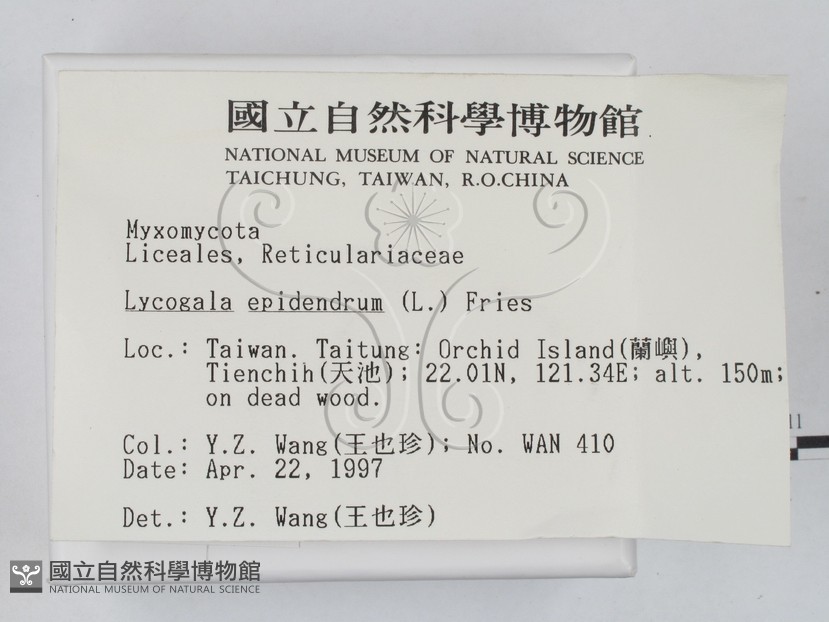 國立自然科學博物館
NATIONAL MUSEUM OF NATURAL SCIENCE
TAICHUNG, TAIWAN, R.O.CHINA
Myxomycota
Liceales, Reticulariaceae
Lycogala epidendrum (L.) Fries
Loc.: Taiwan. Taitung: Orchid Island(蘭嶼),
Tienchih(天池); 22.01N, 121.34E; alt. 150m;
on dead wood.
Col.: Y.Z. Wang(王也珍); No. WAN 410
Date: Apr. 22, 1997
Det.: Y.Z. Wang(王也珍)
國立自然科學博物館
NATIONAL MUSEUM OF NATURAL SCIENCE